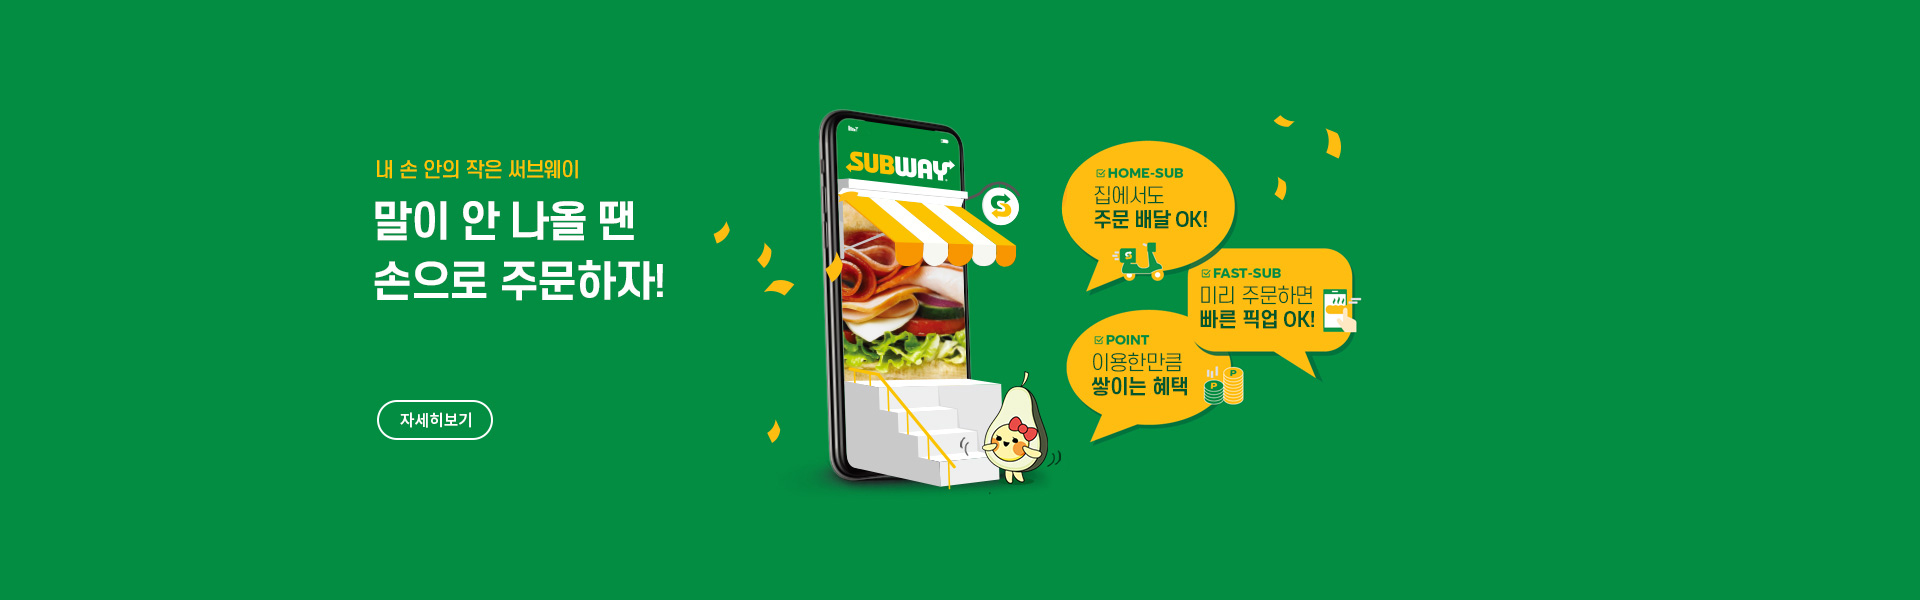 내 손 안의 작은 써브웨이
말이 안 나올 땐
손으로 주문하자!
자세히보기
SUBWAY
HOME-SUB
집에서도
주문 배달 OK!
FAST-SUB
미리 주문하면
빠른 픽업 OK!
POINT
이용한만큼
쌓이는 혜택
P
P